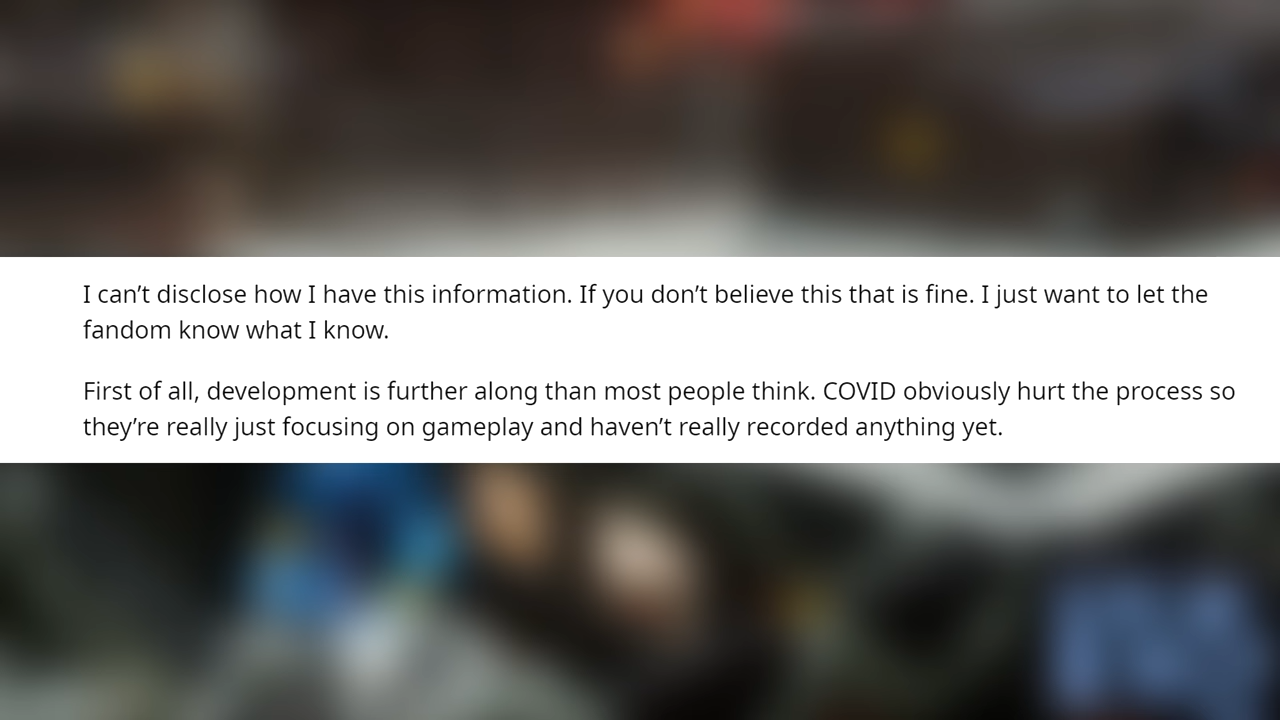 I can’t disclose how I have this information. If you don’t believe this that is fine. I just want to let the
fandom know what I know.
First of all, development is further along than most people think. COVID obviously hurt the process so
they’re really just focusing on gameplay and haven’t really recorded anything yet.